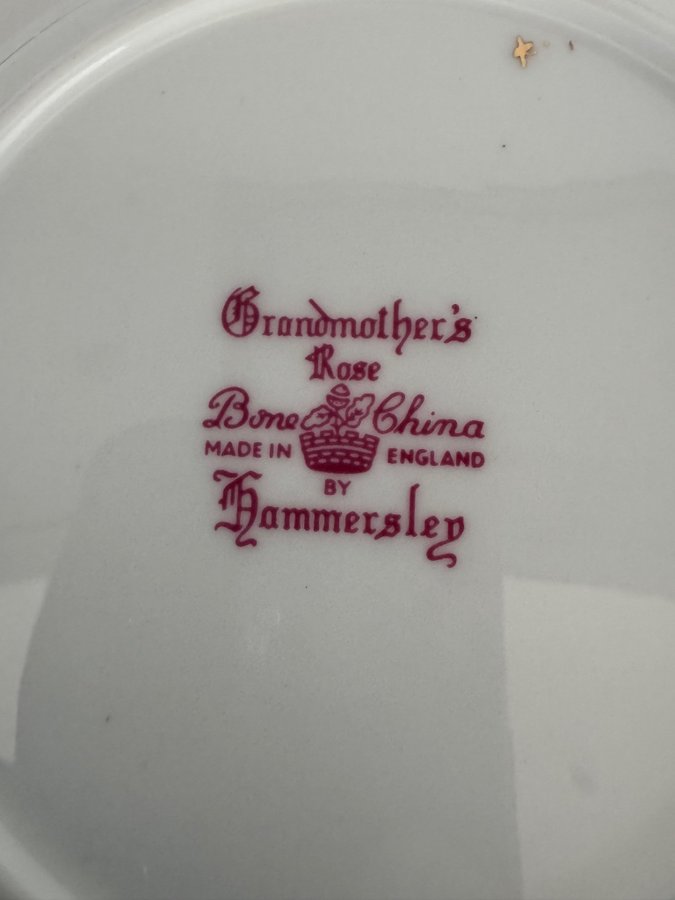 Grandmother's
Rose
Bone China
MADE IN ENGLAND
BY
Hammersley